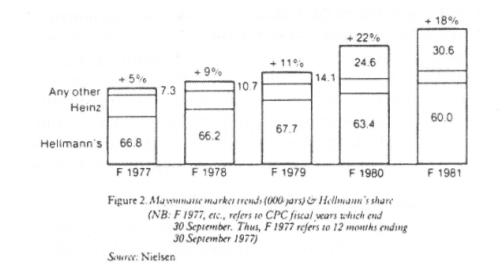 + 18%
+ 22%
+ 11%
+ 9%
+ 5%
30.6
24.6
14.1
10.7
7.3
Any other
Heinz
Hellmann's
66.8
66.2
67.7
63.4
60.0
F 1977
F 1978
F 1979
F 1980
F 1981
Figure 2. Mayonnaise market trends (000 jars) & Hellmann's share
(NB: F 1977, etc., refers to CPC fiscal years which end
30 September. Thus, F 1977 refers to 12 months ending
30 September 1977)
Source: Nielsen